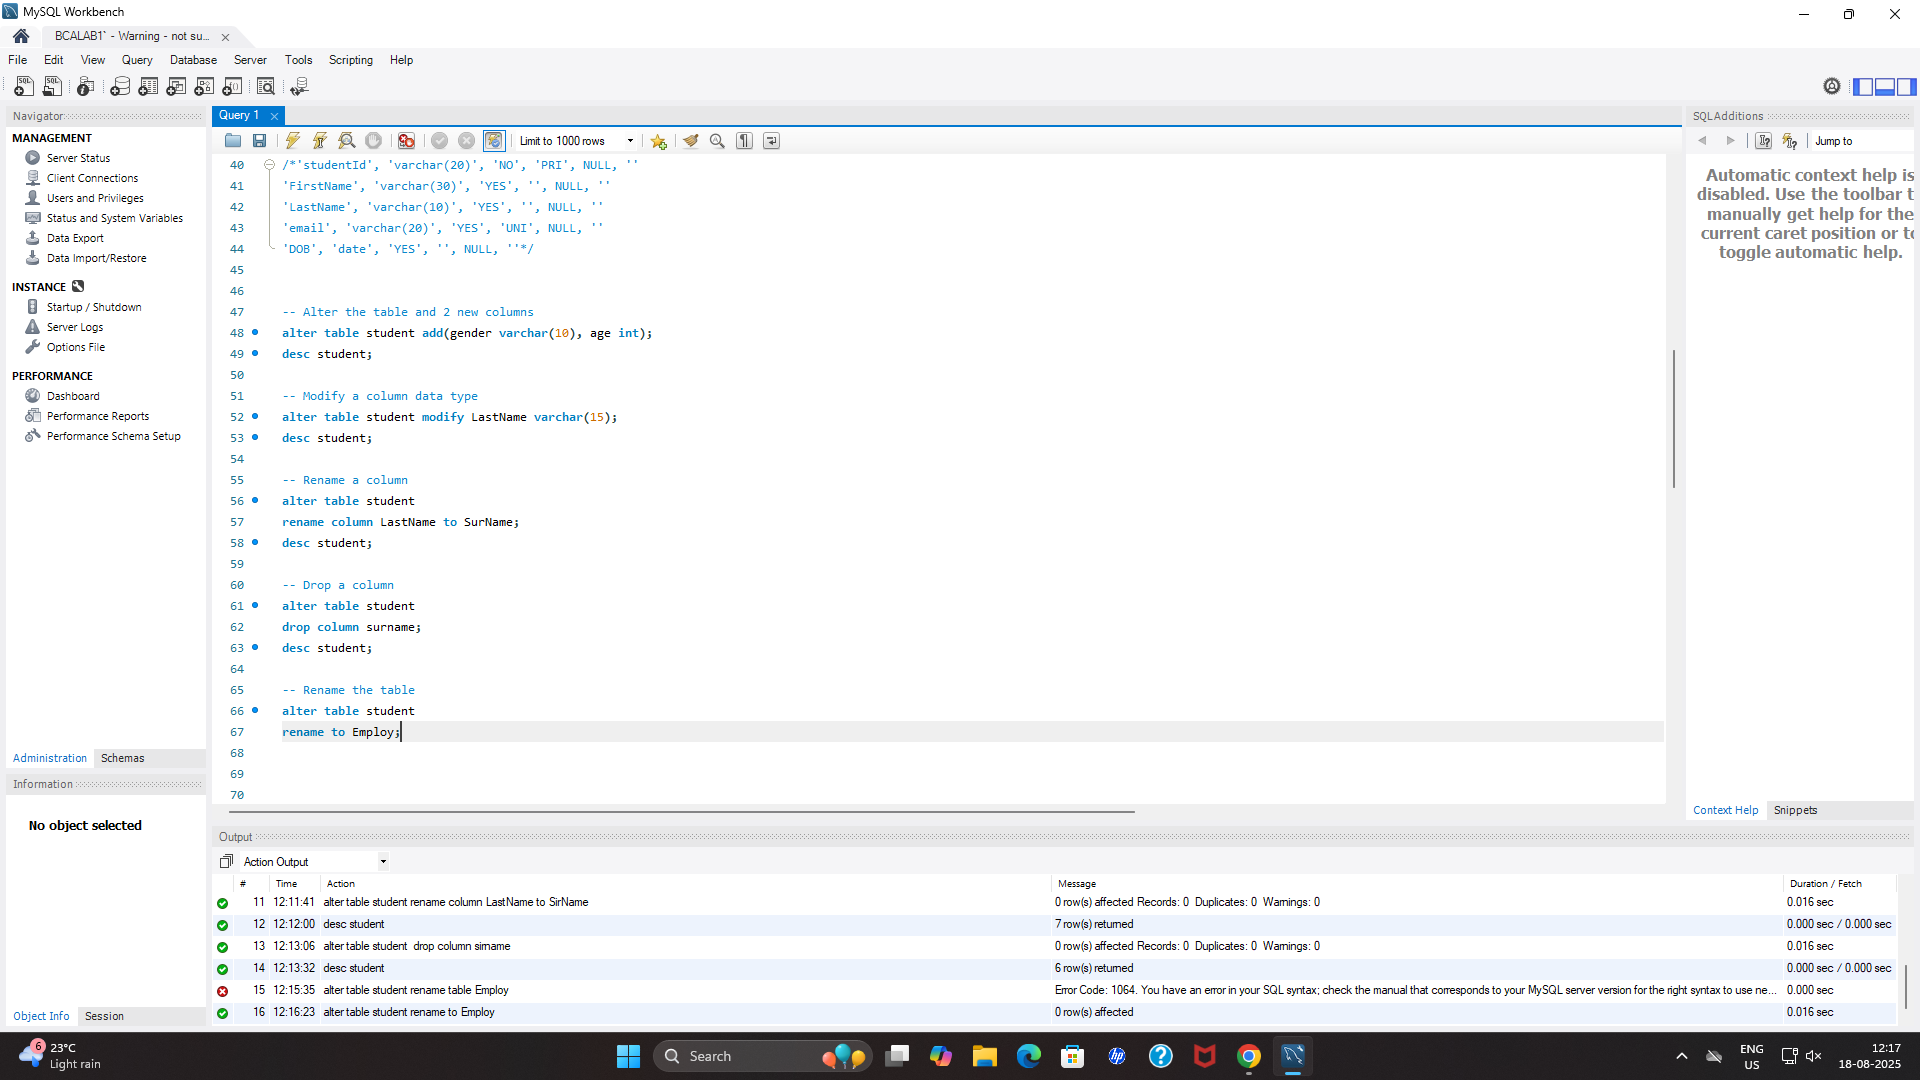 MySQL Workbench
BCALAB1` - Warning - not su...
File Edit View Query Database Server Tools Scripting Help
Navigator
MANAGEMENT
Server Status
Client Connections
Users and Privileges
Status and System Variables
Data Export
Data Import/Restore
INSTANCE
Startup / Shutdown
Server Logs
Options File
PERFORMANCE
Dashboard
Performance Reports
Performance Schema Setup
Administration Schemas
Information
No object selected
Object Info Session
Query 1
Limit to 1000 rows
40 /*'studentId', 'varchar(20)', 'NO', 'PRI', NULL, ''
41 'FirstName', 'varchar(30)', 'YES', '', NULL, ''
42 'LastName', 'varchar(10)', 'YES', '', NULL, ''
43 'email', 'varchar(20)', 'YES', 'UNI', NULL, ''
44 'DOB', 'date', 'YES', '', NULL, ''*/
45
46
47 -- Alter the table and 2 new columns
48 alter table student add(gender varchar(10), age int);
49 desc student;
50
51 -- Modify a column data type
52 alter table student modify LastName varchar(15);
53 desc student;
54
55 -- Rename a column
56 alter table student
57 rename column LastName to SurName;
58 desc student;
59
60 -- Drop a column
61 alter table student
62 drop column surname;
63 desc student;
64
65 -- Rename the table
66 alter table student
67 rename to Employ;
68
69
70
SQLAdditions
Jump to
Automatic context help is
disabled. Use the toolbar t
manually get help for the
current caret position or to
toggle automatic help.
Context Help Snippets
Output
Action Output
# Time Action Message Duration / Fetch
11 12:11:41 alter table student rename column LastName to SirName 0 row(s) affected Records: 0 Duplicates: 0 Warnings: 0 0.016 sec
12 12:12:00 desc student 7 row(s) returned 0.000 sec / 0.000 sec
13 12:13:06 alter table student drop column sirname 0 row(s) affected Records: 0 Duplicates: 0 Warnings: 0 0.016 sec
14 12:13:32 desc student 6 row(s) returned 0.000 sec / 0.000 sec
15 12:15:35 alter table student rename table Employ Error Code: 1064. You have an error in your SQL syntax; check the manual that corresponds to your MySQL server version for the right syntax to use ne... 0.000 sec
16 12:16:23 alter table student rename to Employ 0 row(s) affected 0.016 sec
6
23°C
Light rain
Search
hp
ENG
US
12:17
18-08-2025